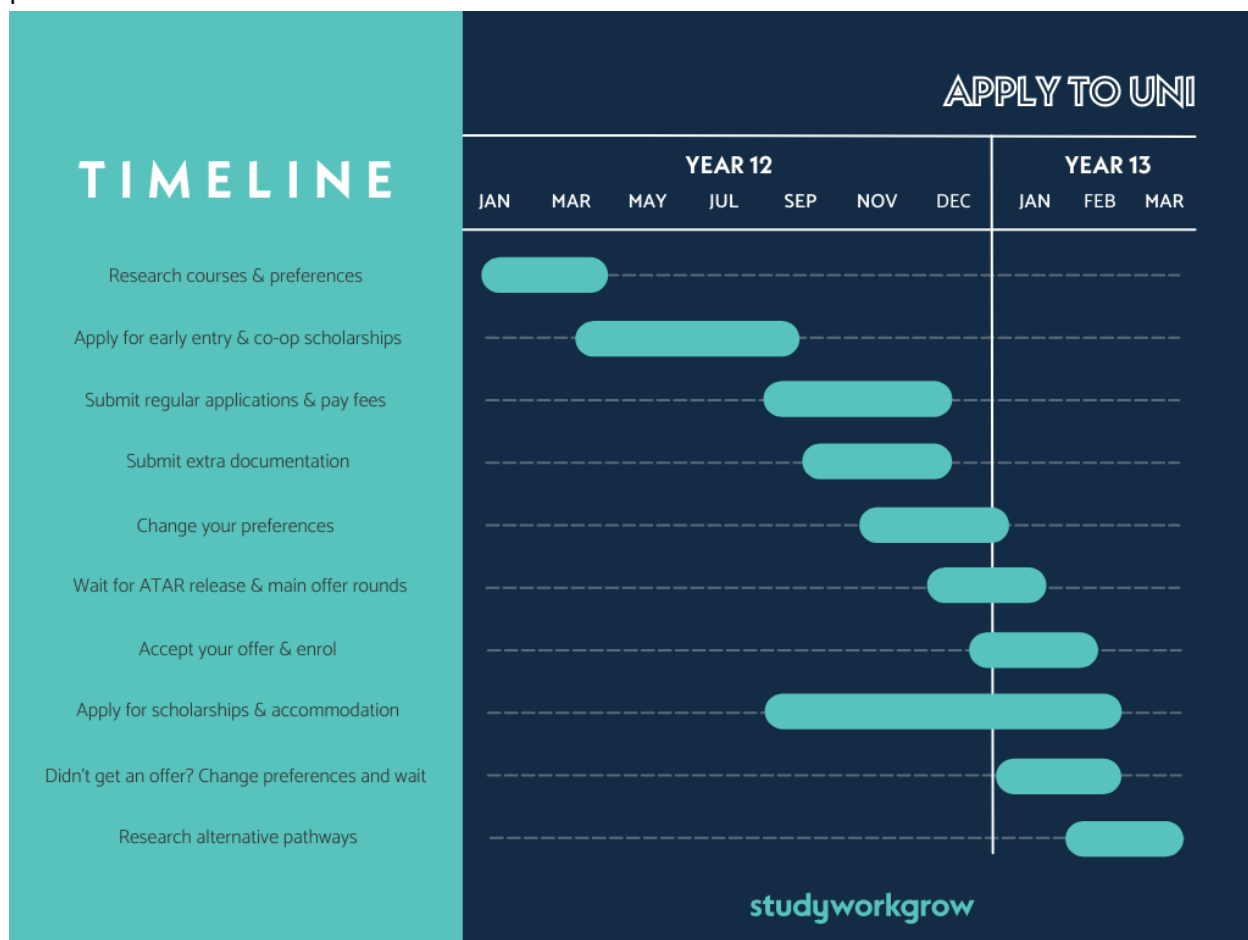 APPLY TO UNI
TIMELINE
YEAR 12 YEAR 13
JAN MAR MAY JUL SEP NOV DEC JAN FEB MAR
Research courses & preferences
Apply for early entry & co-op scholarships
Submit regular applications & pay fees
Submit extra documentation
Change your preferences
Wait for ATAR release & main offer rounds
Accept your offer & enrol
Apply for scholarships & accommodation
Didn't get an offer? Change preferences and wait
Research alternative pathways
studyworkgrow